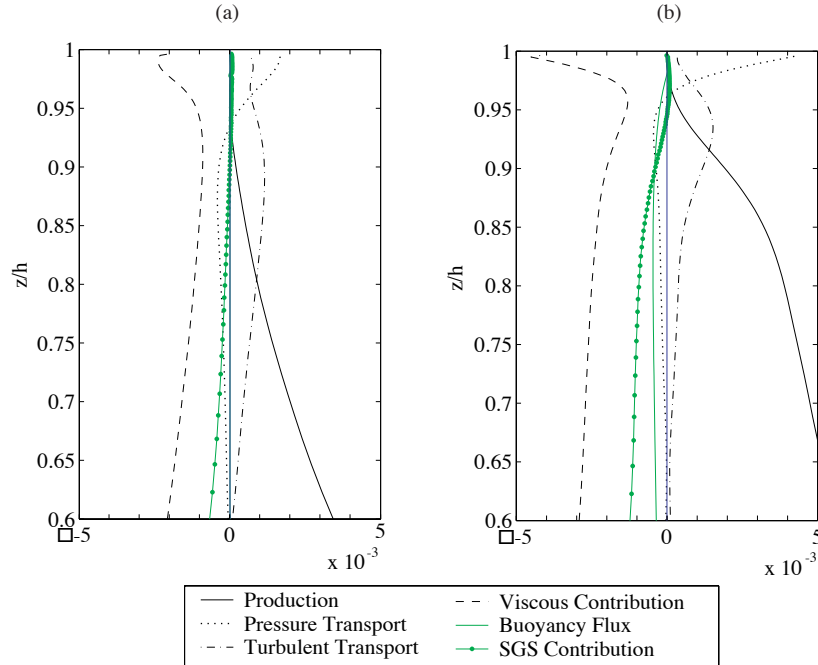 (a)
(b)
1
0.95
0.9
0.85
0.8
0.75
0.7
0.65
0.6
z/h
-5
0
5
x 10-3
1
0.95
0.9
0.85
0.8
0.75
0.7
0.65
0.6
z/h
-5
0
5
x 10-3
Production
Pressure Transport
Turbulent Transport
Viscous Contribution
Buoyancy Flux
SGS Contribution